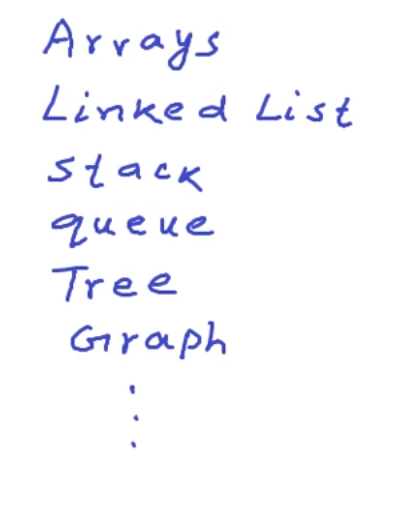 Arrays
Linked List
Stack
queue
Tree
Graph
⋮